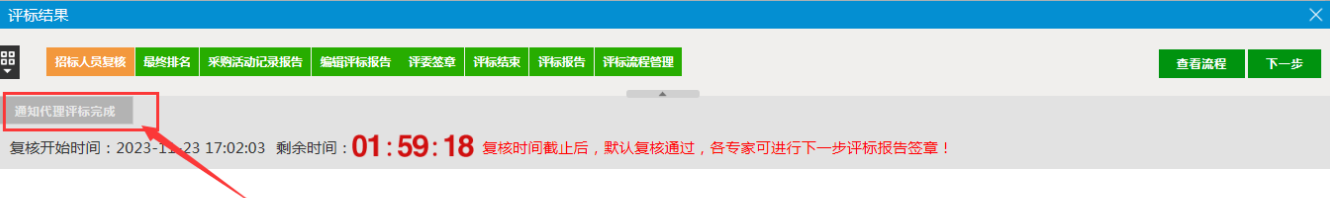 评标结果
招标人员复核 最终排名 采购活动记录报告 编辑评标报告 评委签章 评标结束 评标报告 评标流程管理 查看流程 下一步
通知代理评标完成
复核开始时间：2023-11-23 17:02:03 剩余时间：01:59:18 复核时间截止后，默认复核通过，各专家可进行下一步评标报告签章！